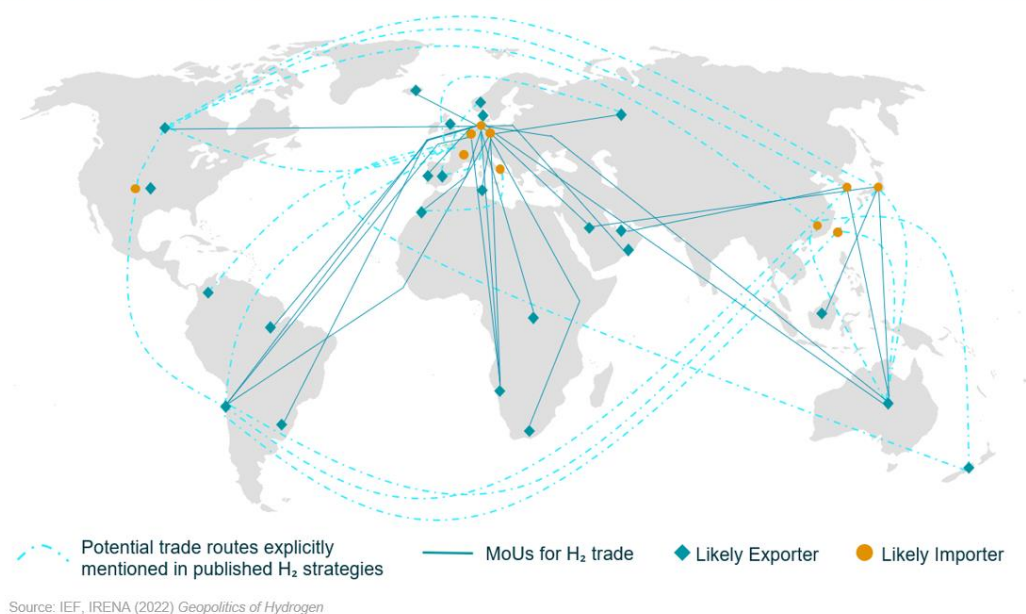 Potential trade routes explicitly
mentioned in published H₂ strategies
MoUs for H₂ trade
Likely Exporter
Likely Importer
Source: IEF, IRENA (2022) Geopolitics of Hydrogen